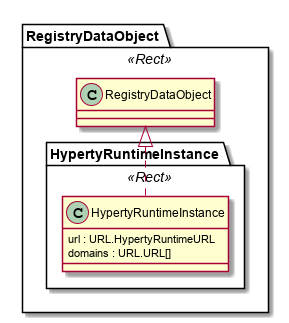 RegistryDataObject
«Rect»
C RegistryDataObject
HypertyRuntimeInstance
«Rect»
C HypertyRuntimeInstance
url : URL.HypertyRuntimeURL
domains : URL.URL[]